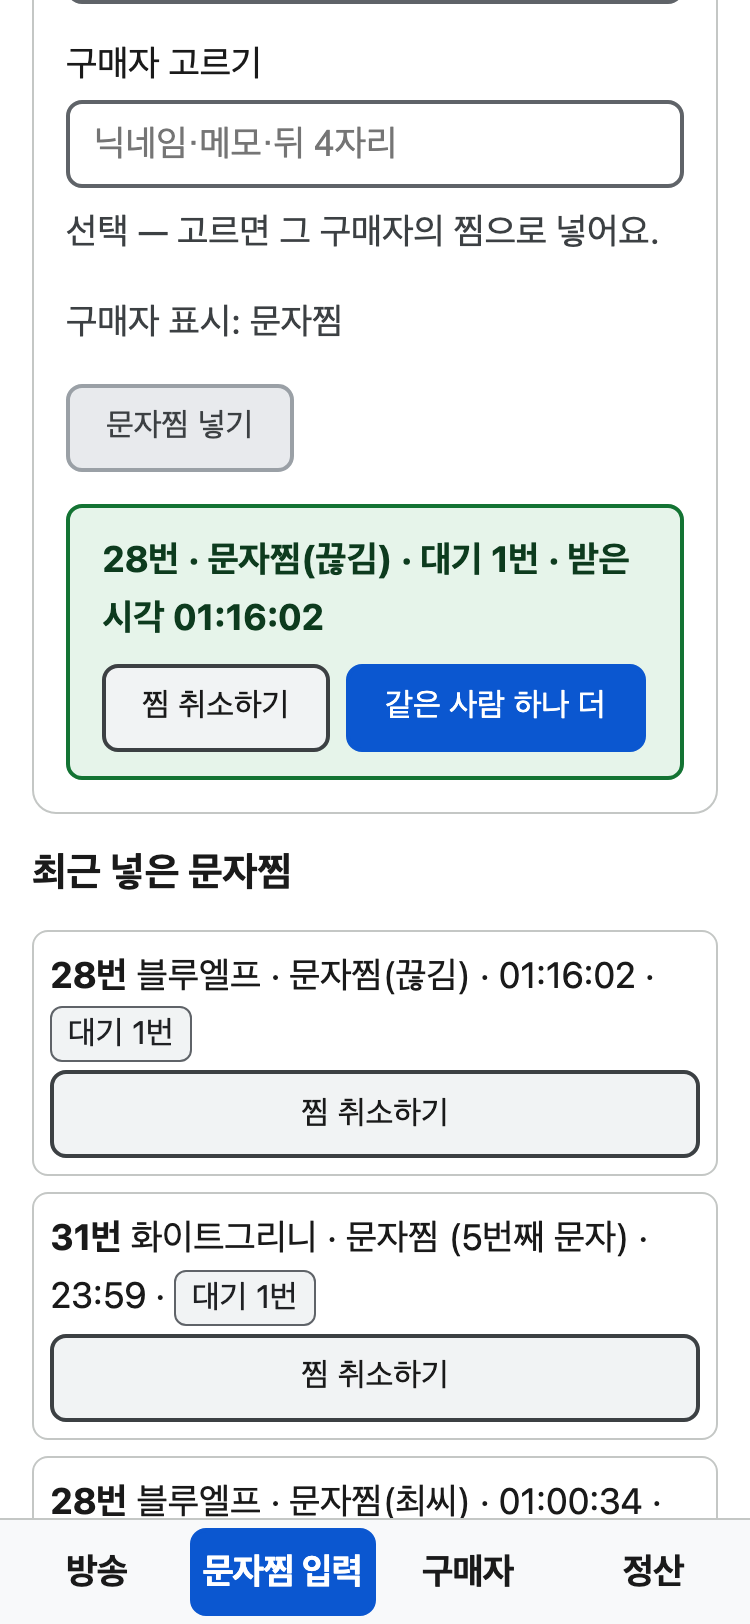 구매자 고르기
닉네임·메모·뒤 4자리
선택 — 고르면 그 구매자의 찜으로 넣어요.
구매자 표시: 문자찜
문자찜 넣기
28번 · 문자찜(끊김) · 대기 1번 · 받은
시각 01:16:02
찜 취소하기
같은 사람 하나 더
최근 넣은 문자찜
28번 블루엘프 · 문자찜(끊김) · 01:16:02 ·
대기 1번
찜 취소하기
31번 화이트그리니 · 문자찜 (5번째 문자) ·
23:59 · 대기 1번
찜 취소하기
28번 블루엘프 · 문자찜(최씨) · 01:00:34 ·
방송
문자찜 입력
구매자
정산